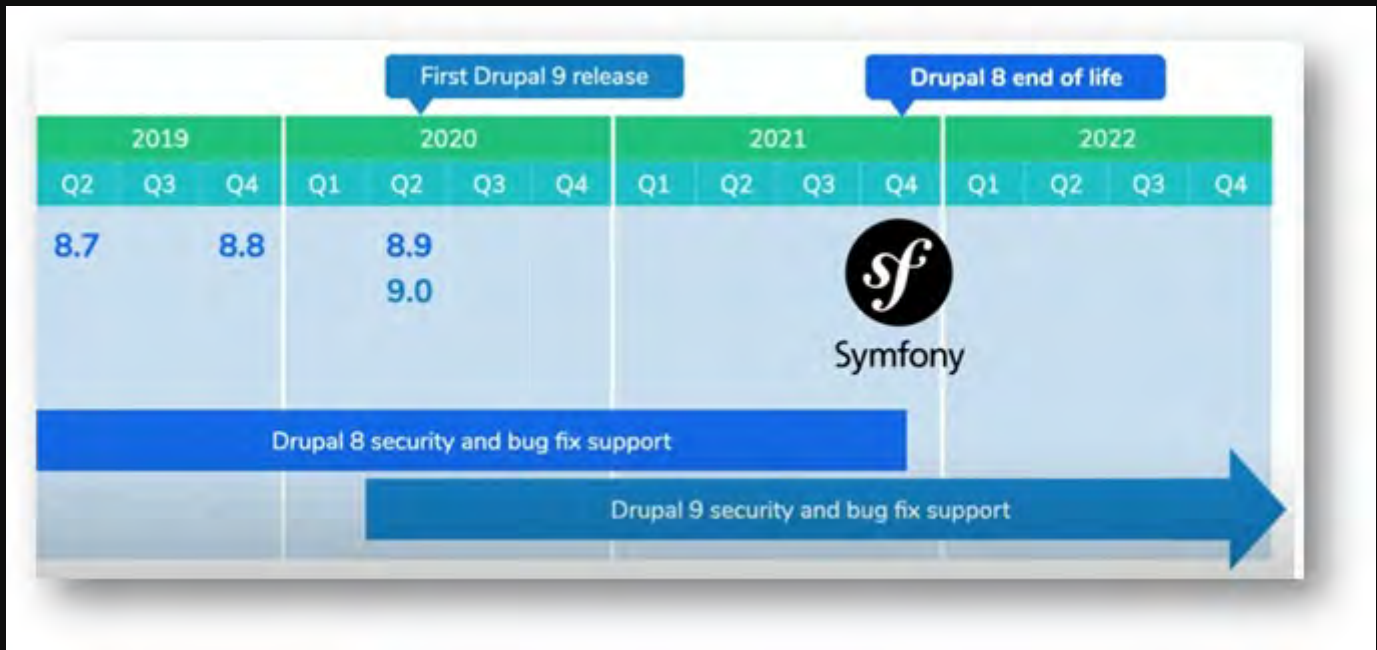 First Drupal 9 release
Drupal 8 end of life
2019 2020 2021 2022
Q2 Q3 Q4 Q1 Q2 Q3 Q4 Q1 Q2 Q3 Q4 Q1 Q2 Q3 Q4
8.7 8.8 8.9
9.0
sf
Symfony
Drupal 8 security and bug fix support
Drupal 9 security and bug fix support